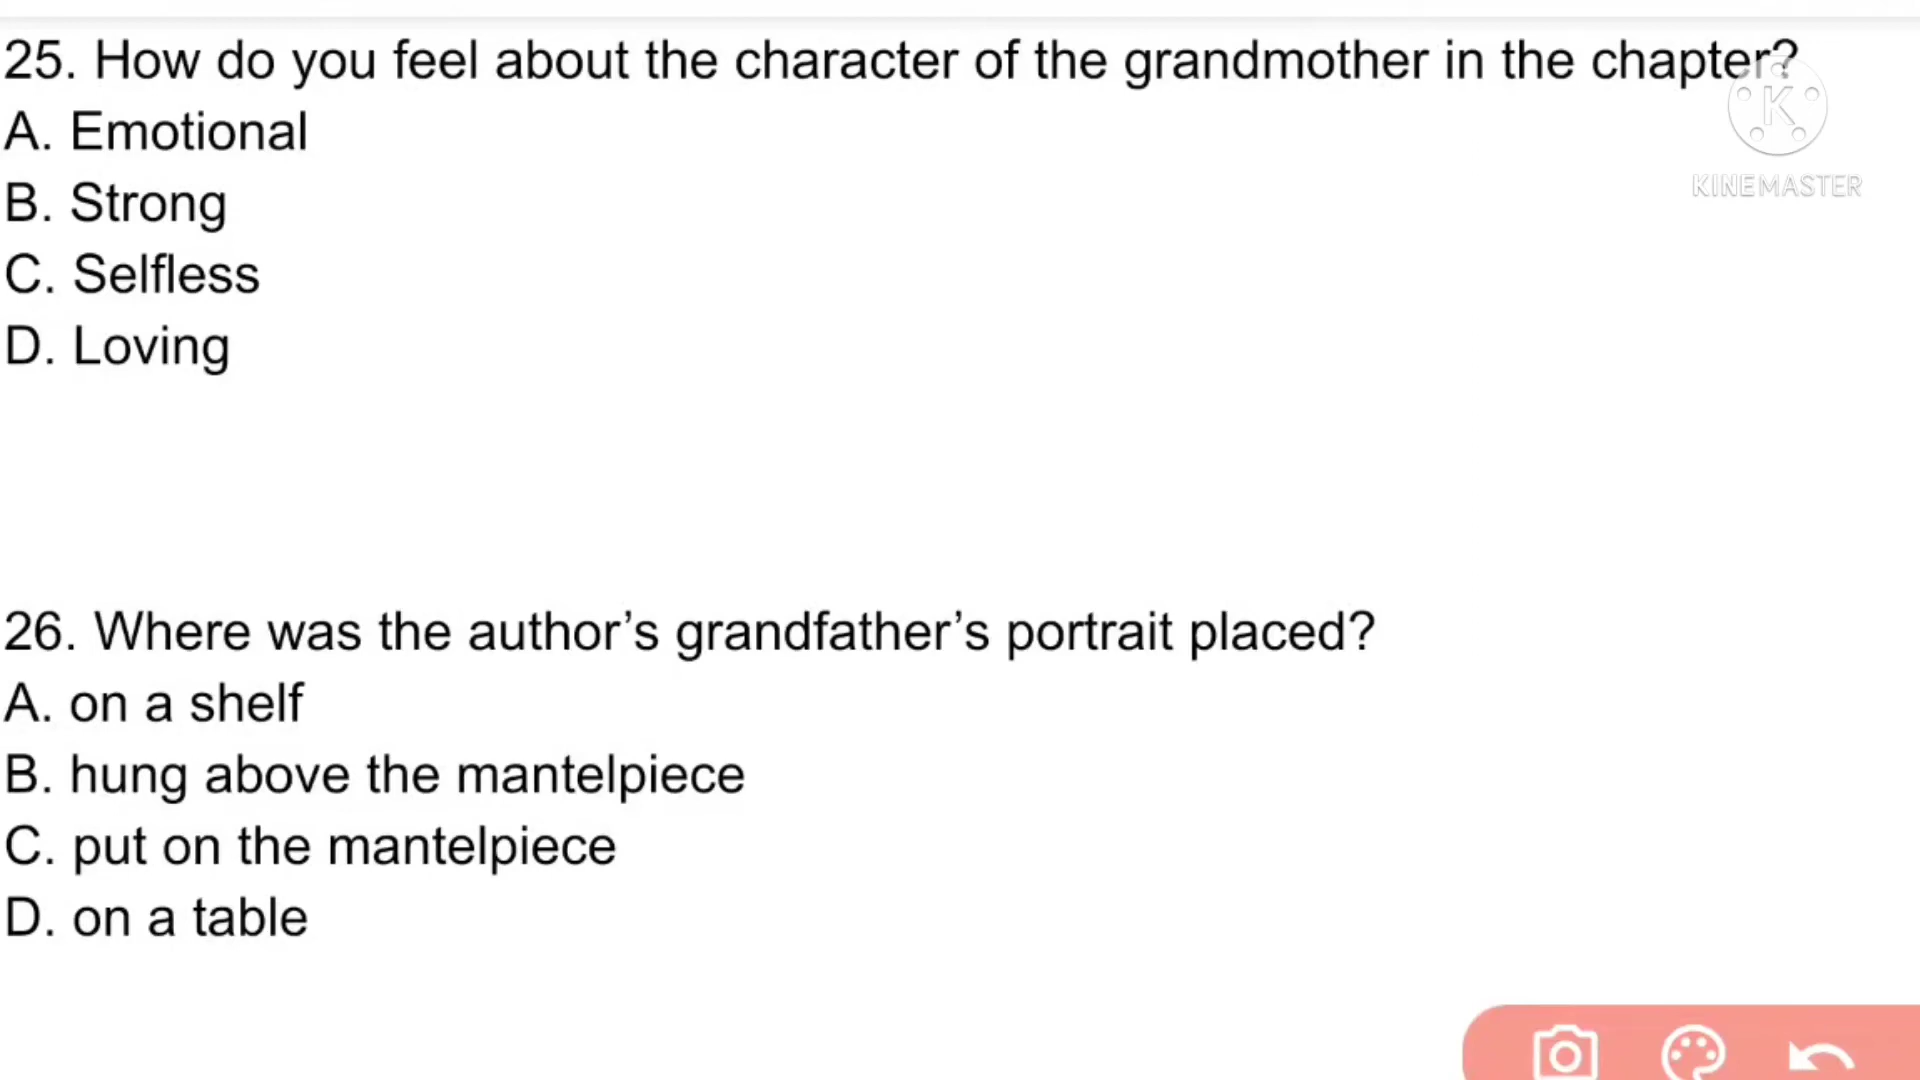 25. How do you feel about the character of the grandmother in the chapter?
A. Emotional
B. Strong
C. Selfless
D. Loving
K
KINEMASTER
26. Where was the author’s grandfather’s portrait placed?
A. on a shelf
B. hung above the mantelpiece
C. put on the mantelpiece
D. on a table